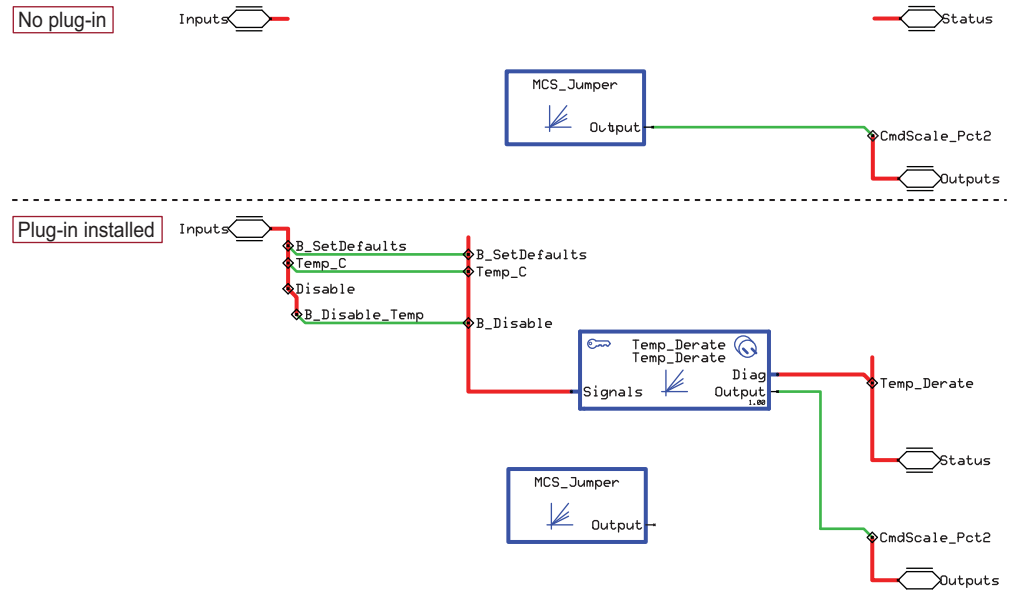 No plug-in
Inputs
Status
MCS_Jumper
Output
CmdScale_Pct2
Outputs
Plug-in installed
Inputs
B_SetDefaults
B_SetDefaults
Temp_C
Temp_C
Disable
B_Disable_Temp
B_Disable
Temp_Derate
Temp_Derate
Diag
Signals
Output
1.00
Temp_Derate
Status
MCS_Jumper
Output
CmdScale_Pct2
Outputs